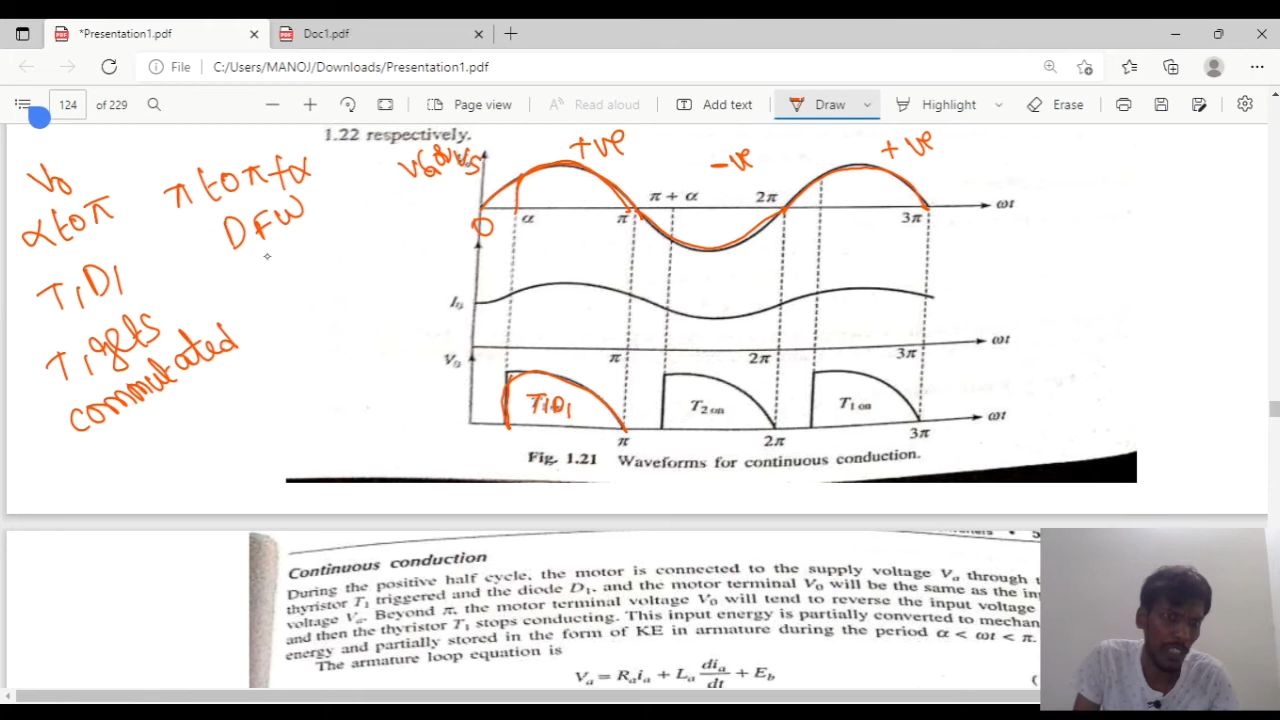 *Presentation1.pdf
Doc1.pdf
File
C:/Users/MANOJ/Downloads/Presentation1.pdf
124
of 229
Page view
Read aloud
Add text
Draw
Highlight
Erase
1.22 respectively.
V0
α to π
T1D1
T1 gets
commutated
π to π+α
DFW
+ve
-ve
+ve
0
α
π
π + α
2π
3π
ωt
I0
π
2π
3π
ωt
V0
T1D1
T2 on
T1 on
π
2π
3π
ωt
Fig. 1.21 Waveforms for continuous conduction.
Continuous conduction
During the positive half cycle, the motor is connected to the supply voltage Va through
thyristor T1 triggered and the diode D1, and the motor terminal V0 will be the same as the
voltage Va. Beyond π, the motor terminal voltage V0 will tend to reverse the input voltage
and then the thyristor T1 stops conducting. This input energy is partially converted to
energy and partially stored in the form of KE in armature during the period α < ωt < π.
The armature loop equation is
Va = Raia + La dia/dt + Eb